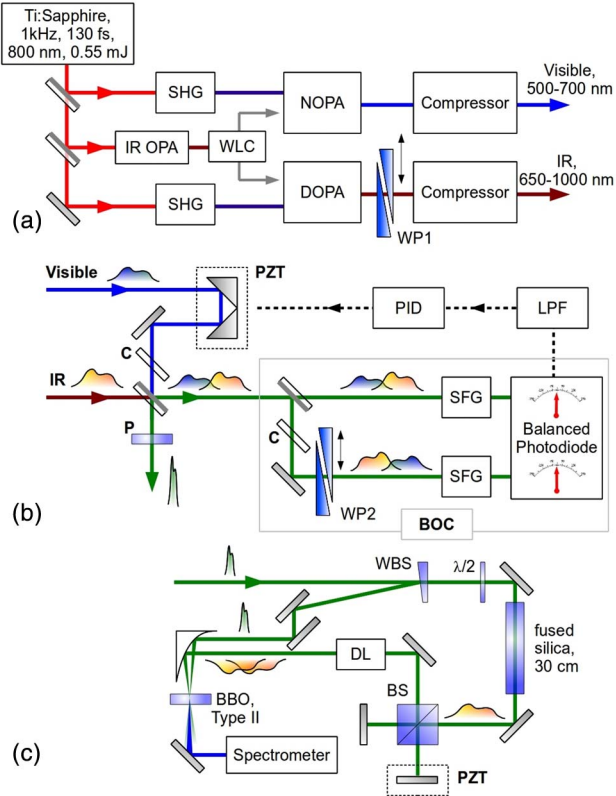 Ti:Sapphire,
1kHz, 130 fs,
800 nm, 0.55 mJ
Visible,
500-700 nm
SHG
NOPA
Compressor
IR OPA
WLC
IR,
650-1000 nm
SHG
DOPA
Compressor
WP1
(a)
Visible
PZT
PID
LPF
C
IR
SFG
P
C
Balanced
Photodiode
SFG
WP2
BOC
(b)
WBS
λ/2
fused
silica,
30 cm
DL
BS
BBO,
Type II
Spectrometer
PZT
(c)